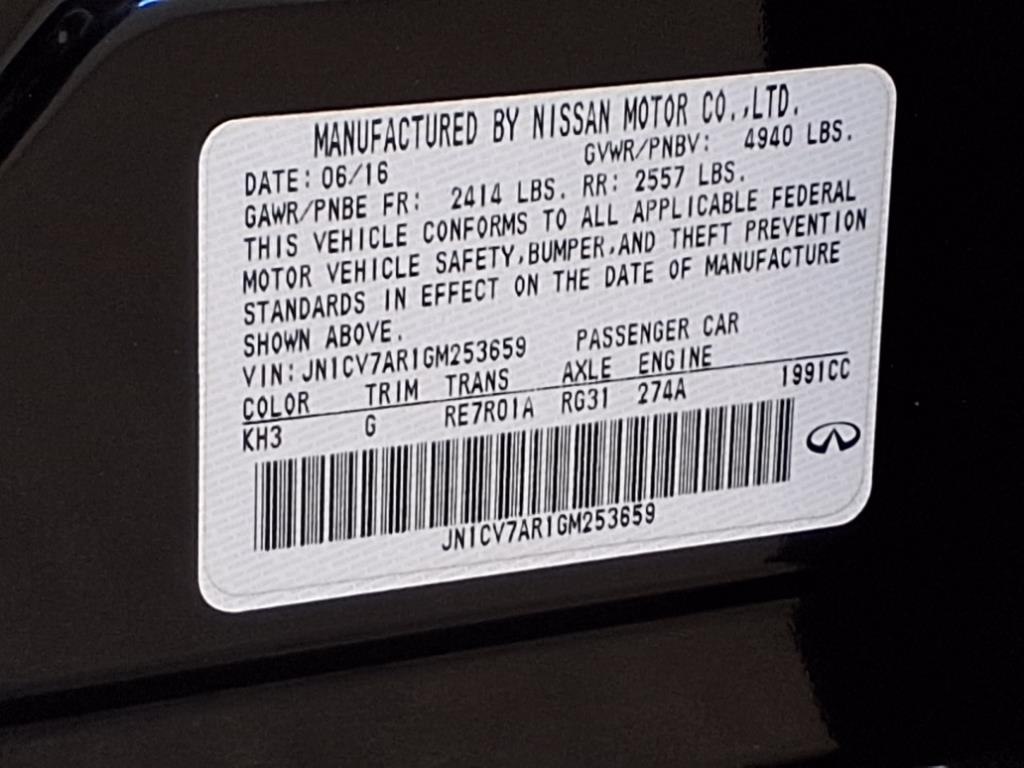 MANUFACTURED BY NISSAN MOTOR CO.,LTD.
DATE: 06/16 GVWR/PNBV: 4940 LBS.
GAWR/PNBE FR: 2414 LBS. RR: 2557 LBS.
THIS VEHICLE CONFORMS TO ALL APPLICABLE FEDERAL
MOTOR VEHICLE SAFETY,BUMPER,AND THEFT PREVENTION
STANDARDS IN EFFECT ON THE DATE OF MANUFACTURE
SHOWN ABOVE.
VIN: JN1CV7AR1GM253659 PASSENGER CAR
COLOR TRIM TRANS AXLE ENGINE
KH3 G RE7R01A RG31 274A 1991CC
JN1CV7AR1GM253659